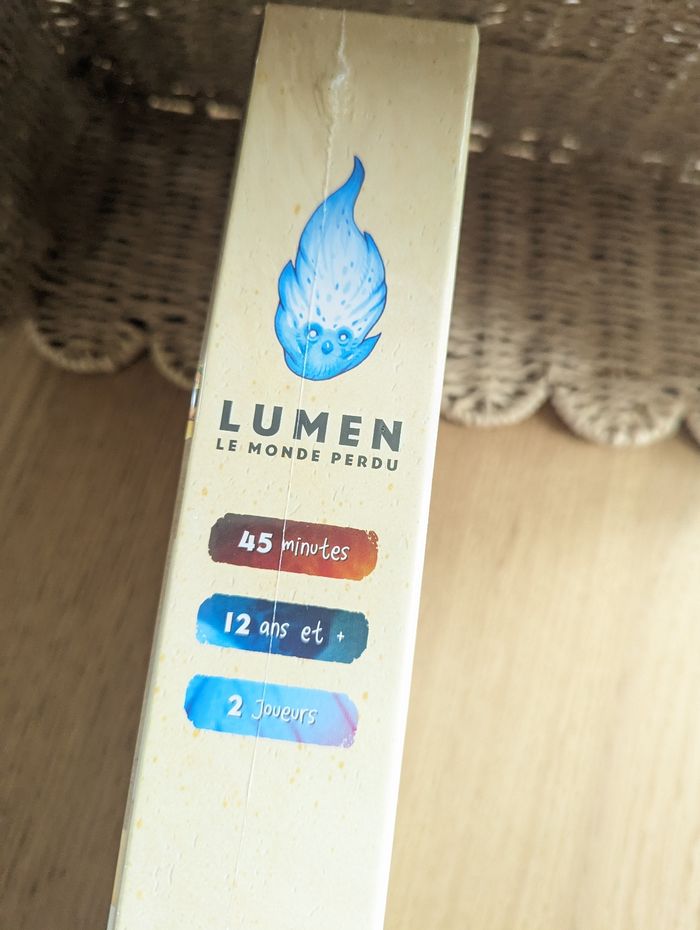 LUMEN
LE MONDE PERDU
45 minutes
12 ans et +
2 Joueurs